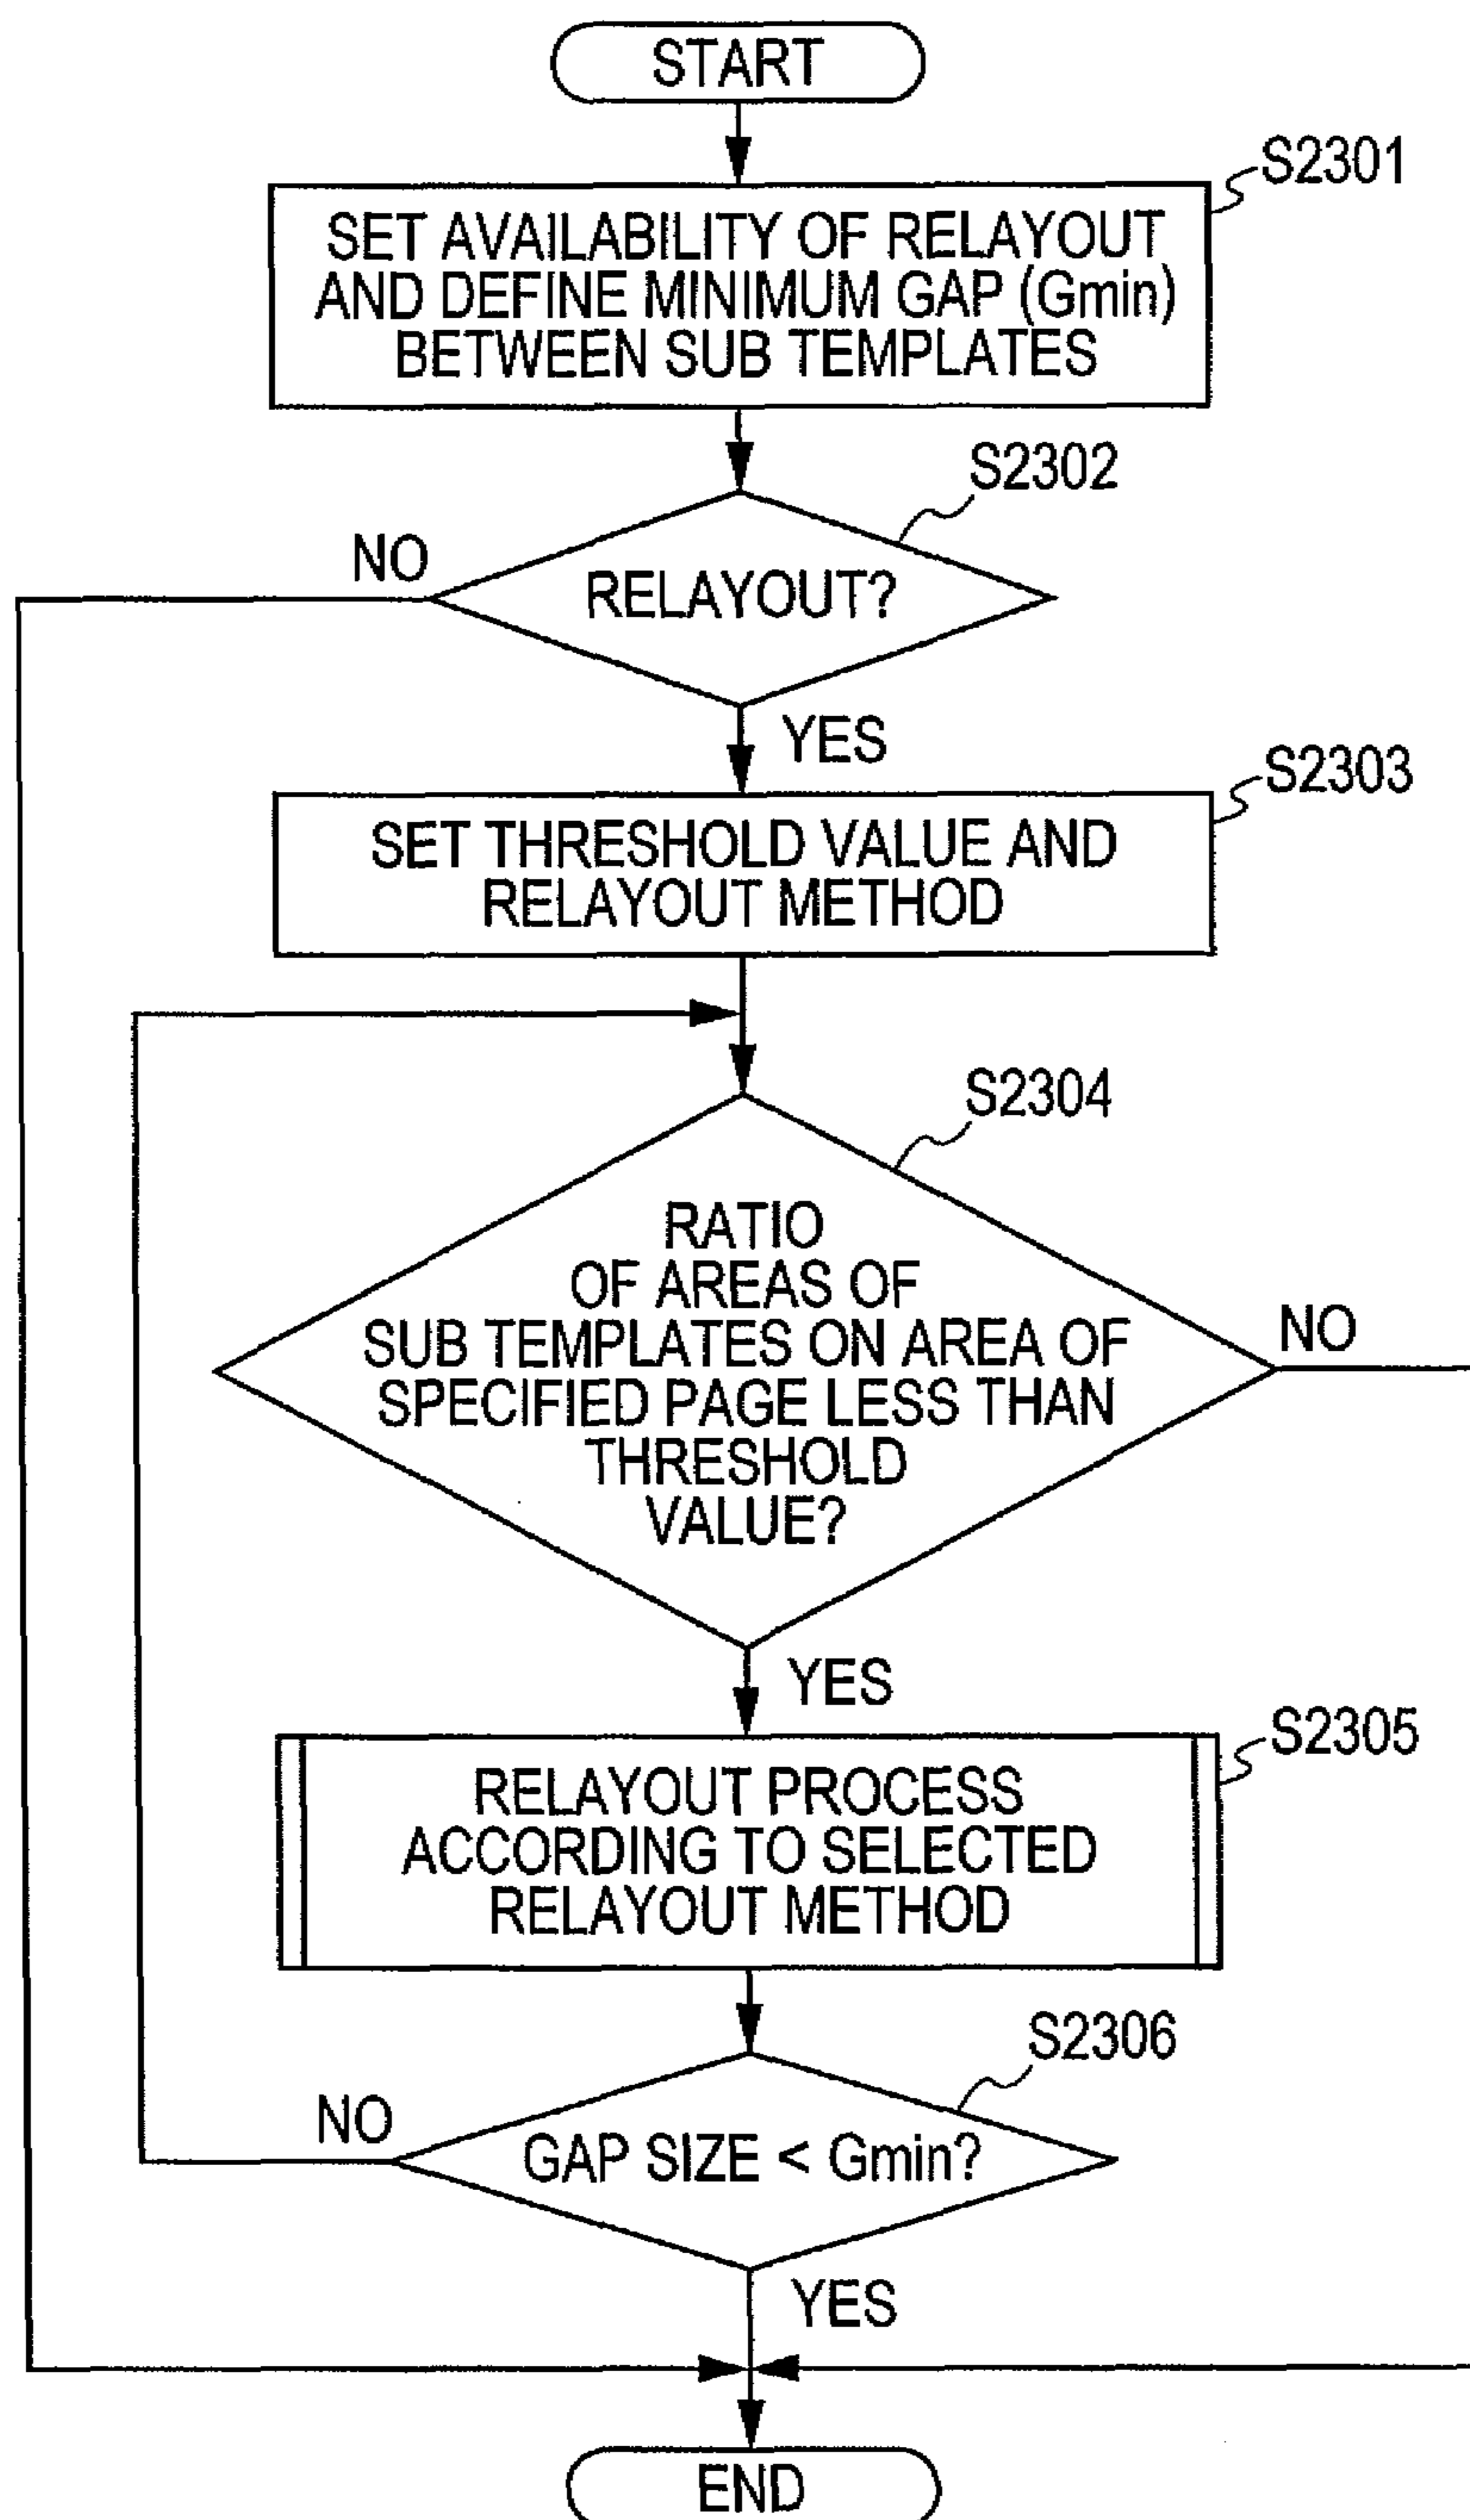 START
S2301
SET AVAILABILITY OF RELAYOUT
AND DEFINE MINIMUM GAP (Gmin)
BETWEEN SUB TEMPLATES
S2302
NO
RELAYOUT?
YES
S2303
SET THRESHOLD VALUE AND
RELAYOUT METHOD
S2304
RATIO
OF AREAS OF
SUB TEMPLATES ON AREA OF
SPECIFIED PAGE LESS THAN
THRESHOLD
VALUE?
NO
YES
S2305
RELAYOUT PROCESS
ACCORDING TO SELECTED
RELAYOUT METHOD
S2306
NO
GAP SIZE < Gmin?
YES
END